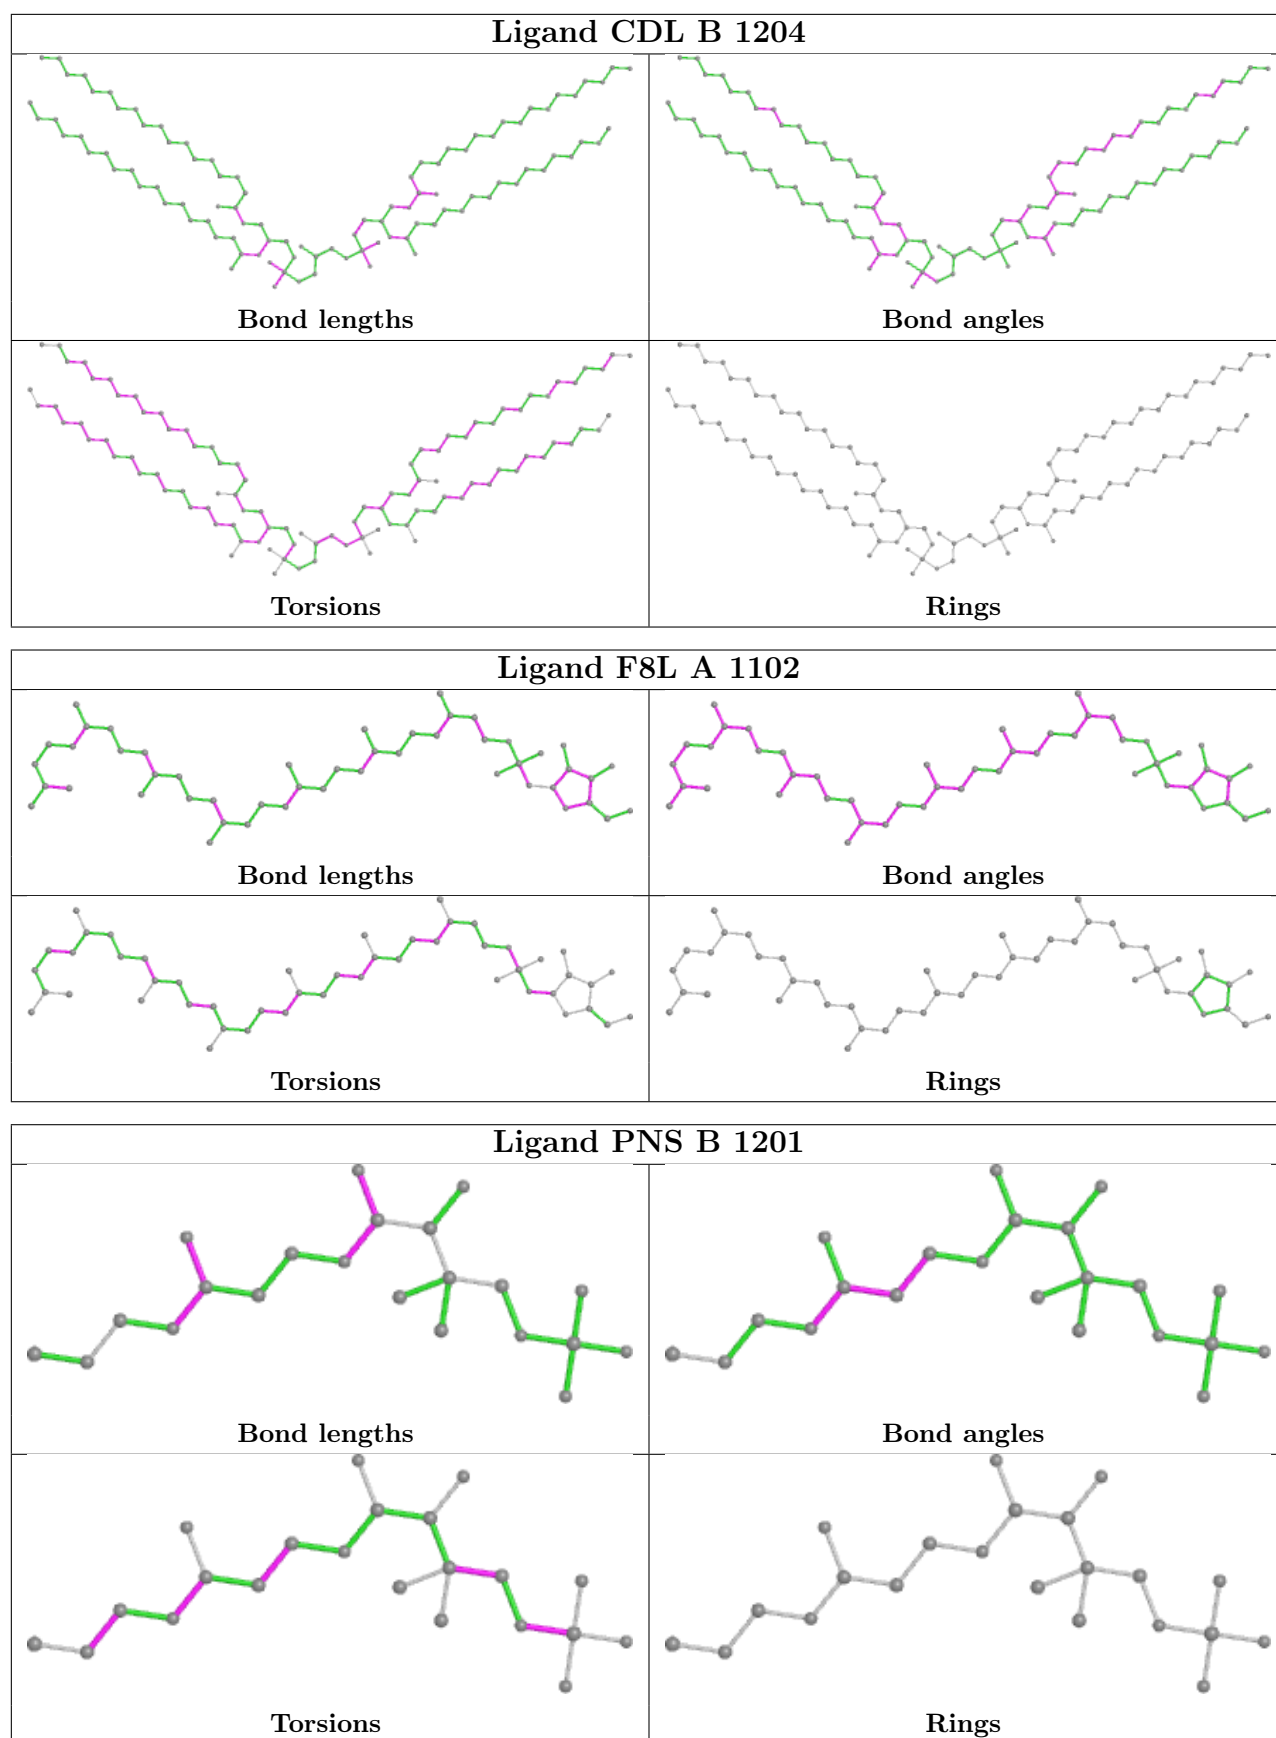 Ligand CDL B 1204
Bond lengths
Bond angles
Torsions
Rings
Ligand F8L A 1102
Bond lengths
Bond angles
Torsions
Rings
Ligand PNS B 1201
Bond lengths
Bond angles
Torsions
Rings